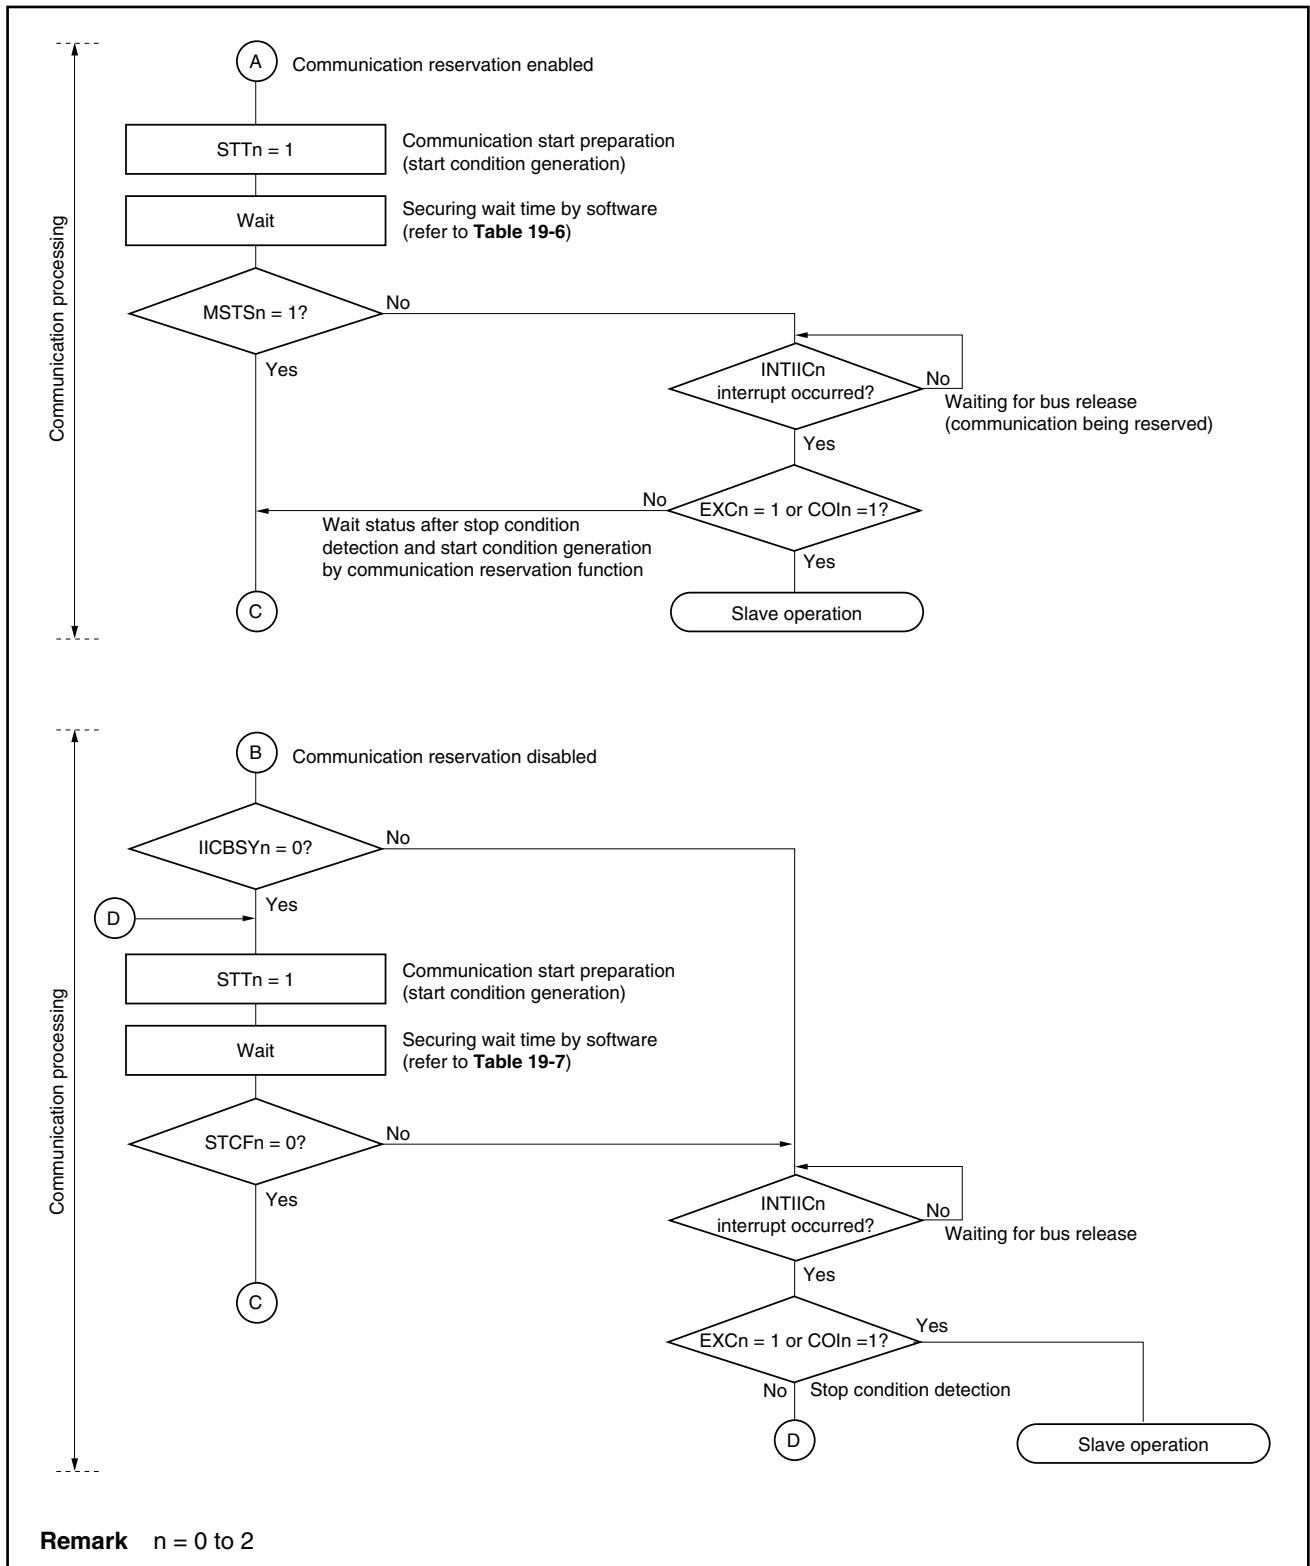 A
Communication reservation enabled
STTn = 1
Communication start preparation
(start condition generation)
Wait
Securing wait time by software
(refer to Table 19-6)
Communication processing
MSTSn = 1?
No
Yes
INTIICn
interrupt occurred?
No
Waiting for bus release
(communication being reserved)
Yes
EXCn = 1 or COIn =1?
No
Wait status after stop condition
detection and start condition generation
by communication reservation function
Yes
C
Slave operation
B
Communication reservation disabled
IICBSYn = 0?
No
Yes
D
STTn = 1
Communication start preparation
(start condition generation)
Wait
Securing wait time by software
(refer to Table 19-7)
Communication processing
STCFn = 0?
No
Yes
INTIICn
interrupt occurred?
No
Waiting for bus release
Yes
C
EXCn = 1 or COIn =1?
Yes
No
Stop condition detection
D
Slave operation
Remark n = 0 to 2